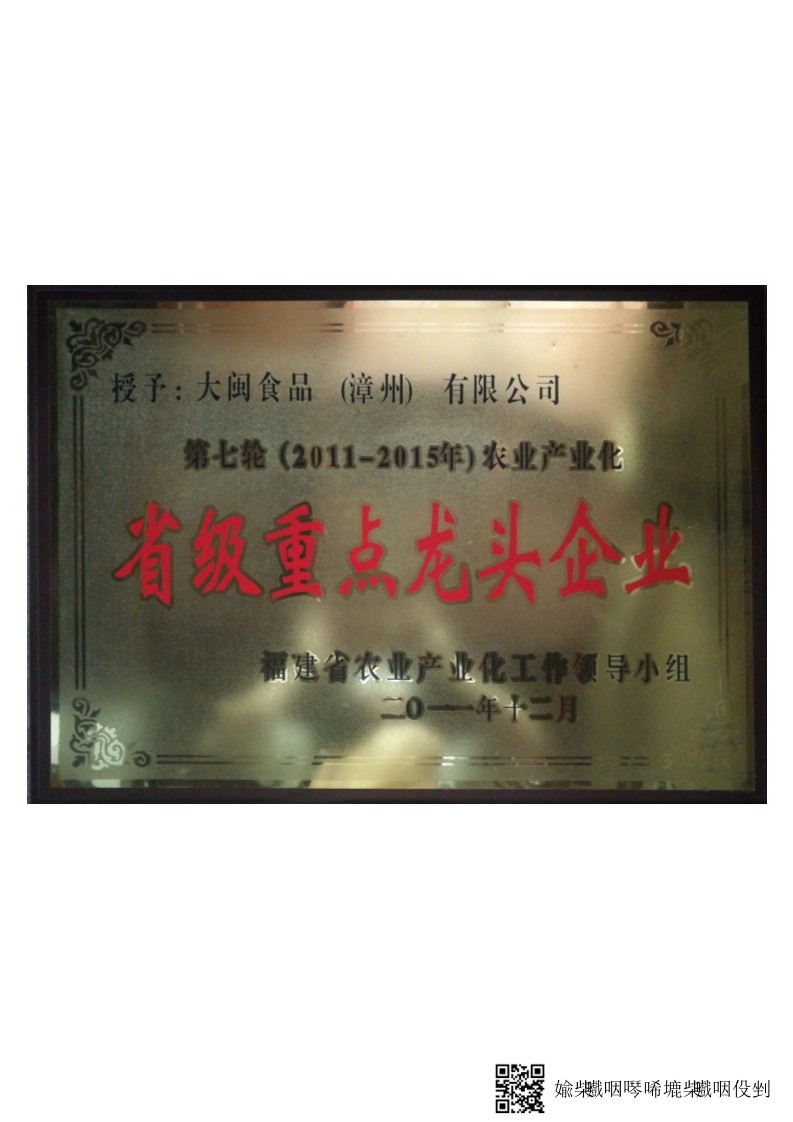 授予：大闽食品 （漳州） 有限公司
第七轮（2011-2015年）农业产业化
省级重点龙头企业
福建省农业产业化工作领导小组
二〇一一年十二月